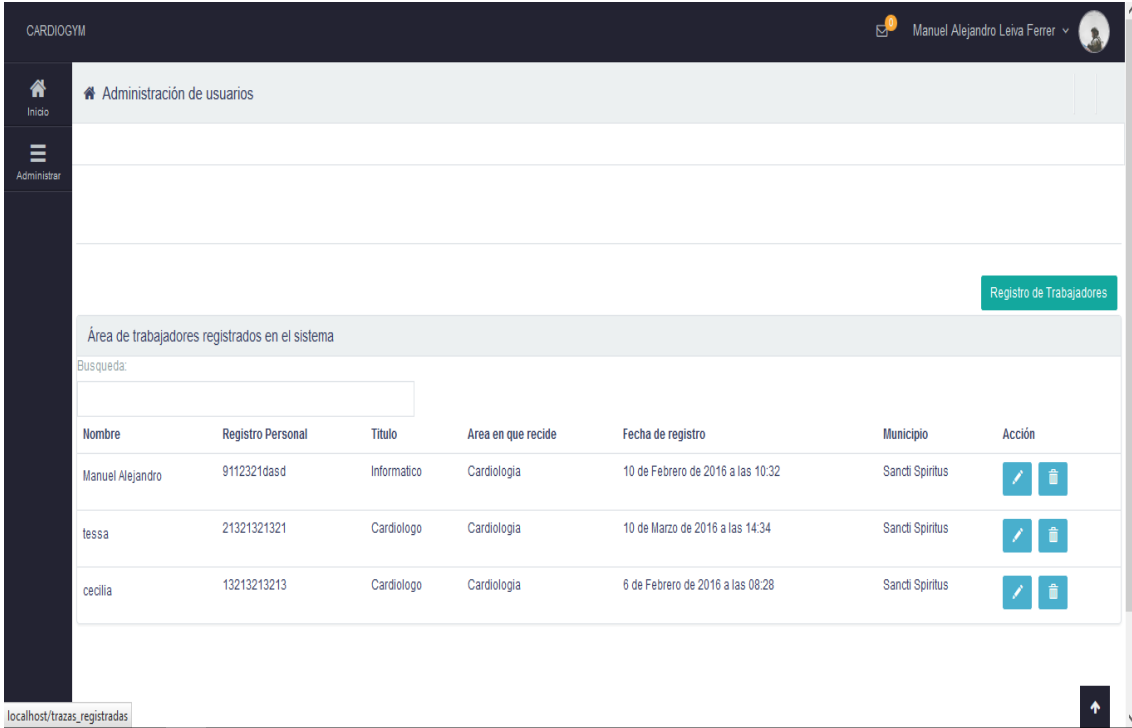 CARDIOGYM
0
Manuel Alejandro Leiva Ferrer
Inicio
Administración de usuarios
Administrar
Registro de Trabajadores
Área de trabajadores registrados en el sistema
Busqueda:
Nombre Registro Personal Titulo Area en que recide Fecha de registro Municipio Acción
Manuel Alejandro 9112321dasd Informatico Cardiologia 10 de Febrero de 2016 a las 10:32 Sancti Spiritus
tessa 21321321321 Cardiologo Cardiologia 10 de Marzo de 2016 a las 14:34 Sancti Spiritus
cecilia 13213213213 Cardiologo Cardiologia 6 de Febrero de 2016 a las 08:28 Sancti Spiritus
localhost/trazas_registradas